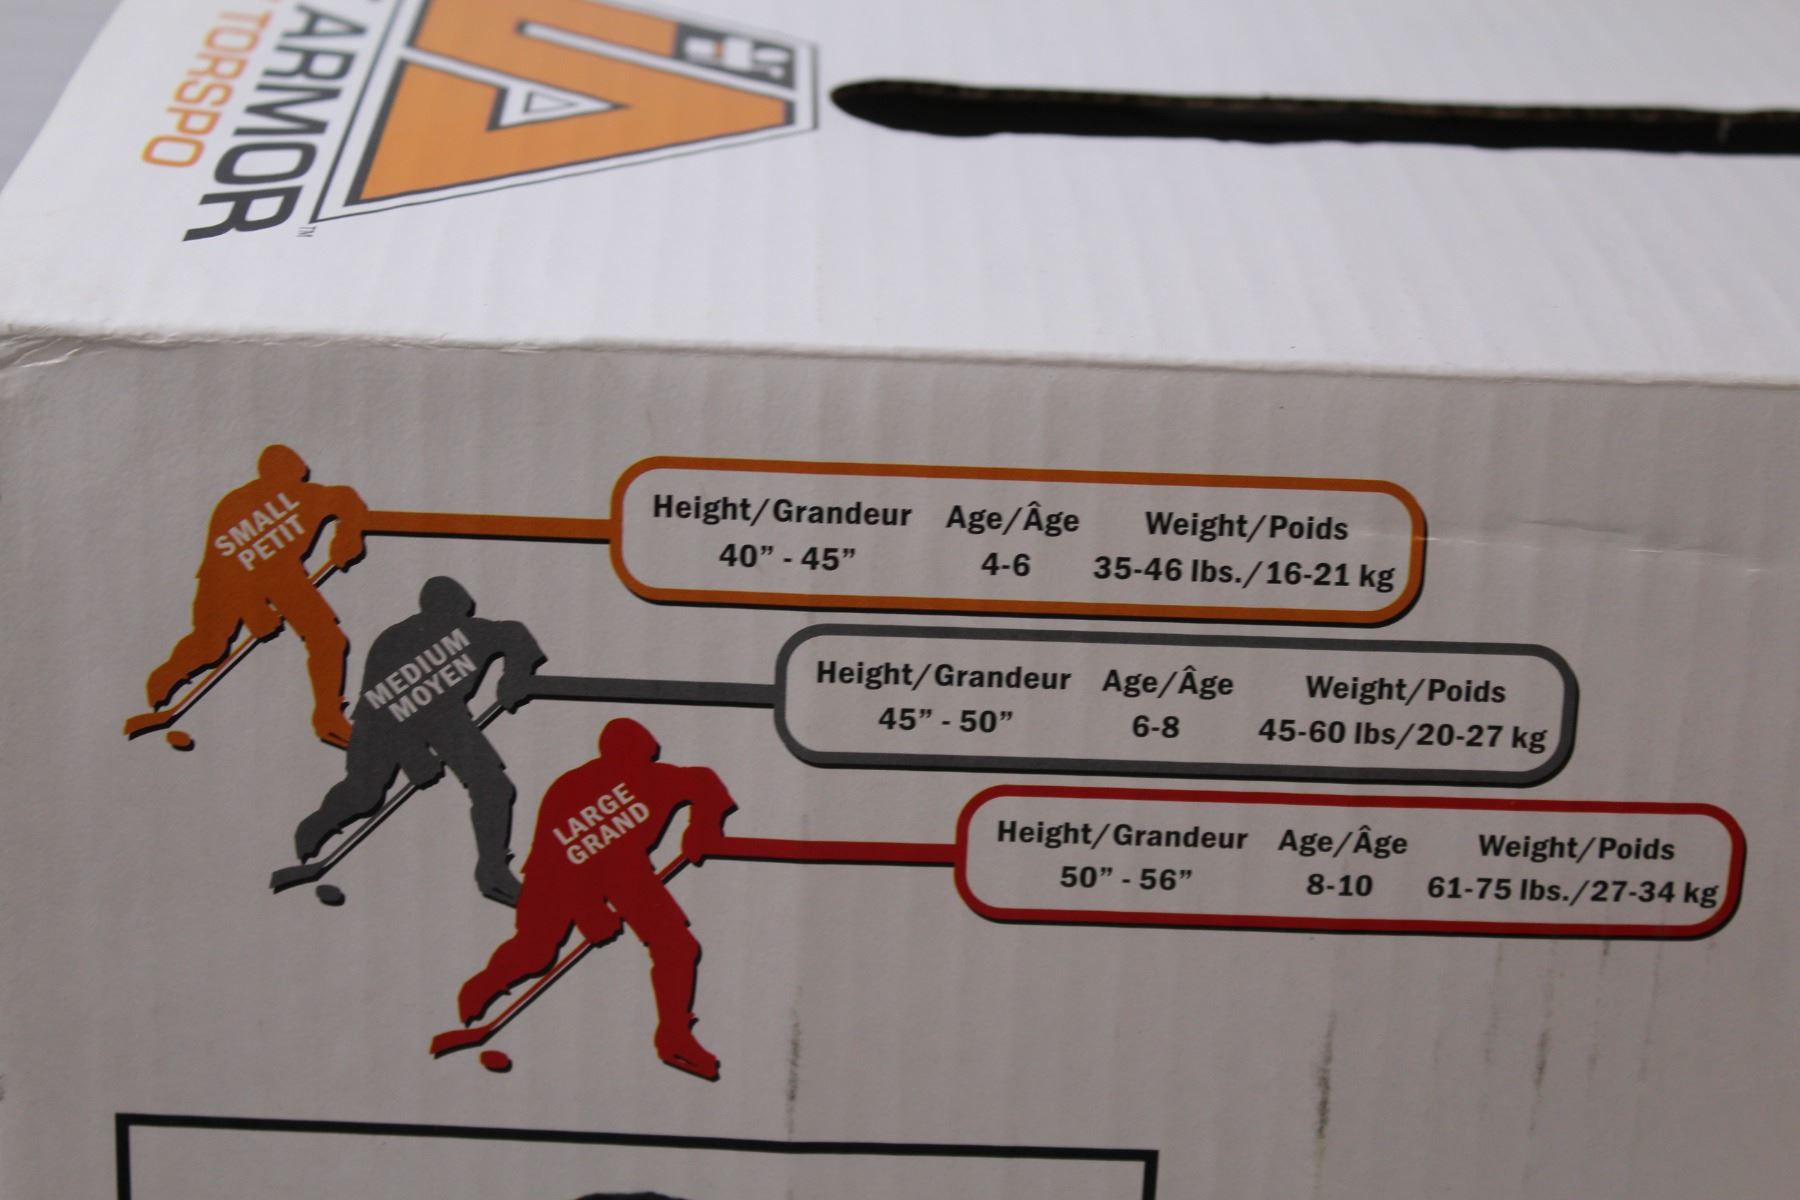 ARMOR
TORSPO
TM
SMALL
PETIT
Height/Grandeur Age/Âge Weight/Poids
40” - 45” 4-6 35-46 lbs./16-21 kg
MEDIUM
MOYEN
Height/Grandeur Age/Âge Weight/Poids
45” - 50” 6-8 45-60 lbs/20-27 kg
LARGE
GRAND
Height/Grandeur Age/Âge Weight/Poids
50” - 56” 8-10 61-75 lbs./27-34 kg